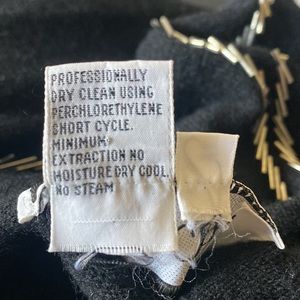 PROFESSIONALLY
DRY CLEAN USING
PERCHLORETHYLENE
SHORT CYCLE.
MINIMUM
EXTRACTION NO
MOISTURE DRY COOL.
NO STEAM